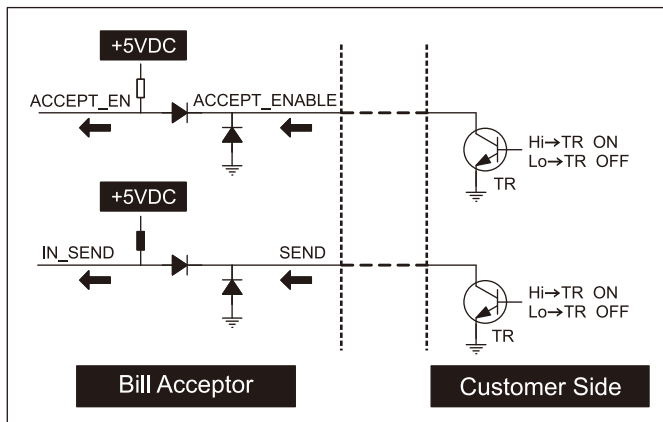 +5VDC
ACCEPT_EN
ACCEPT_ENABLE
Hi→TR ON
Lo→TR OFF
TR
+5VDC
IN_SEND
SEND
Hi→TR ON
Lo→TR OFF
TR
Bill Acceptor
Customer Side